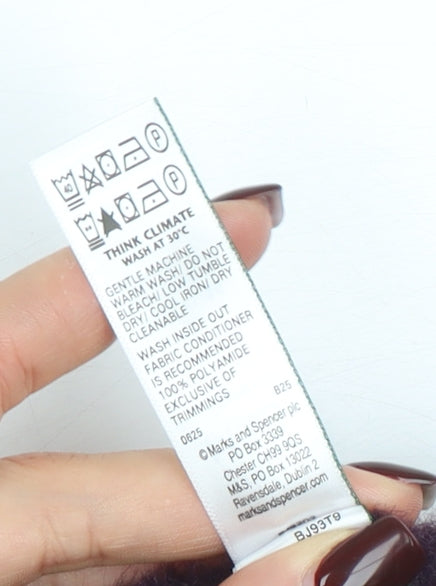 40
P
P
THINK CLIMATE
WASH AT 30°C
GENTLE MACHINE
WARM WASH/ DO NOT
BLEACH/ LOW TUMBLE
DRY/ COOL IRON/ DRY
CLEANABLE
WASH INSIDE OUT
FABRIC CONDITIONER
IS RECOMMENDED
100% POLYAMIDE
EXCLUSIVE OF
TRIMMINGS
0625 B25
©Marks and Spencer plc
PO Box 3339
Chester CH99 9QS
M&S, PO Box 13022
Ravensdale, Dublin 2
marksandspencer.com
BJ93T9